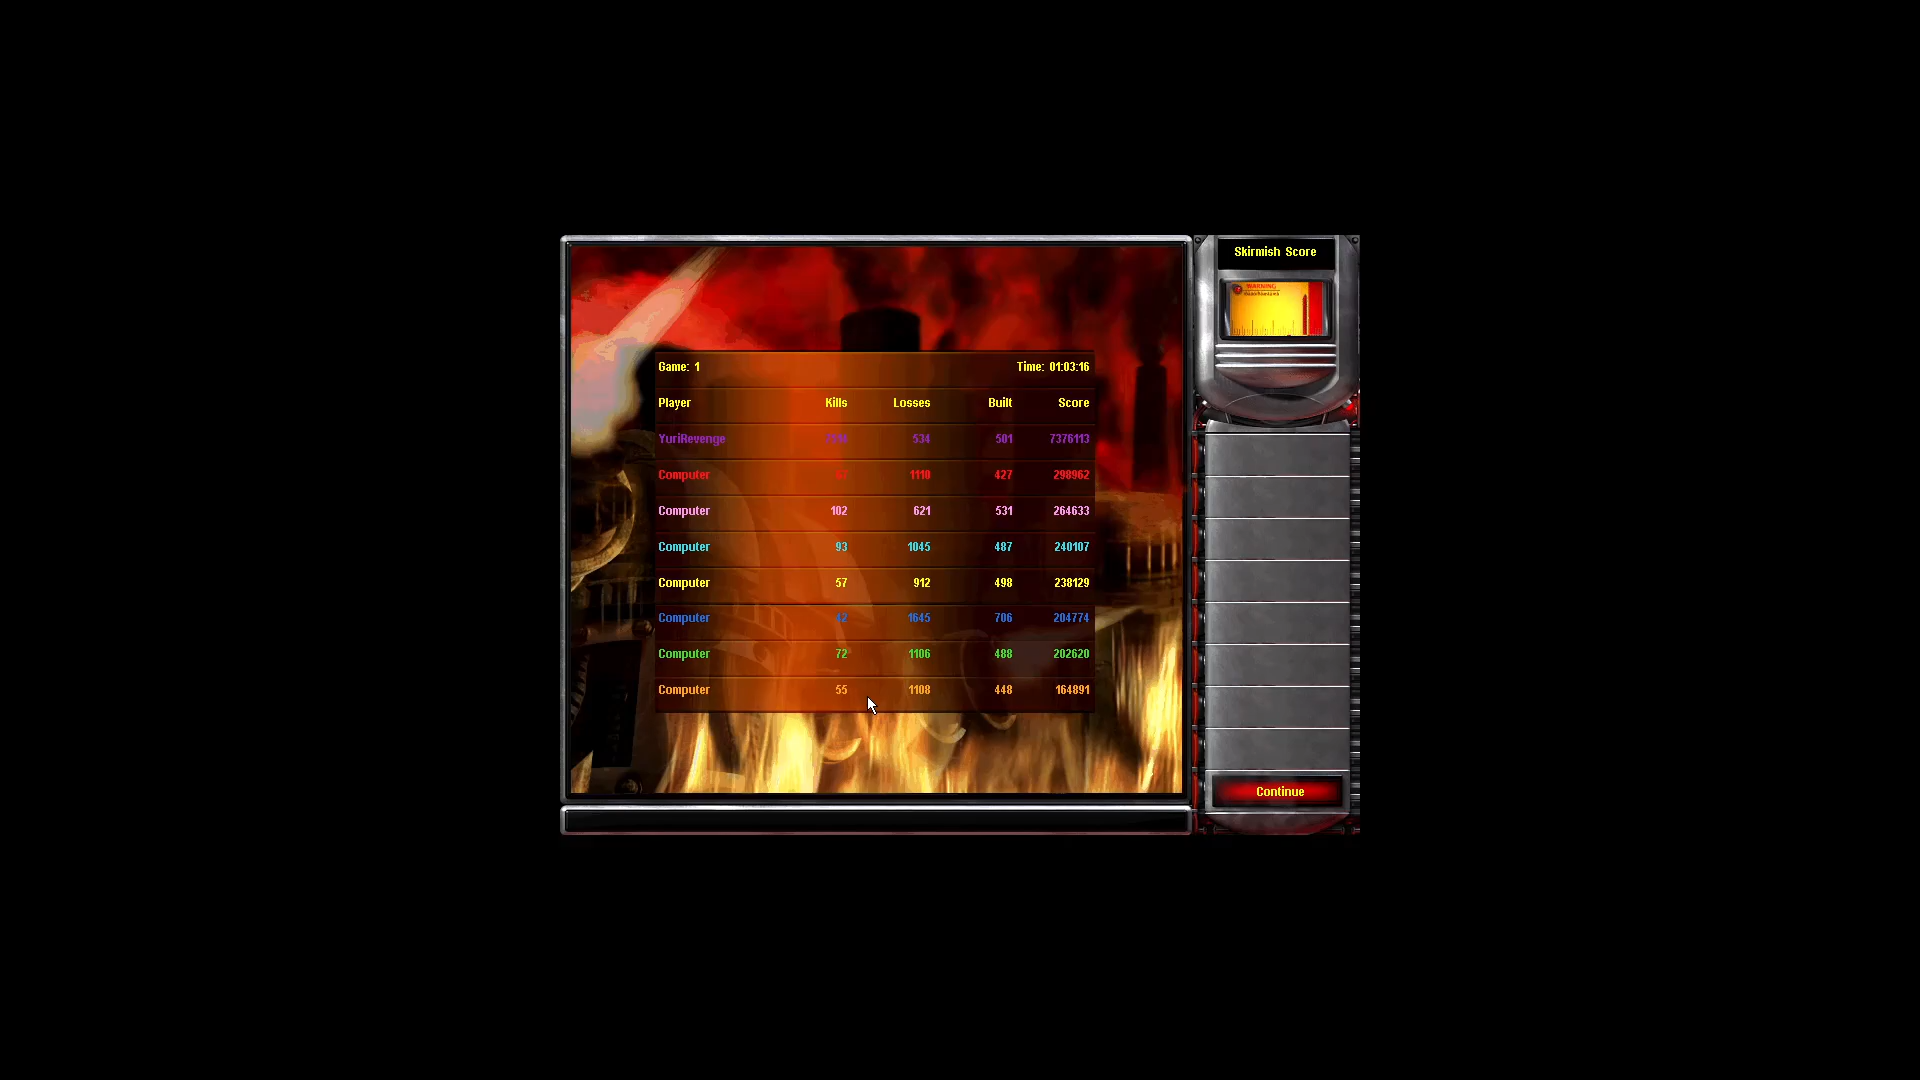 Skirmish Score
WARNING
Game: 1 Time: 01:03:16
Player Kills Losses Built Score
YuriRevenge 534 501 7376113
Computer 1110 427 298962
Computer 102 621 531 264633
Computer 93 1045 487 240107
Computer 57 912 498 238129
Computer 42 1645 706 204774
Computer 72 1106 488 202620
Computer 55 1108 448 164891
Continue